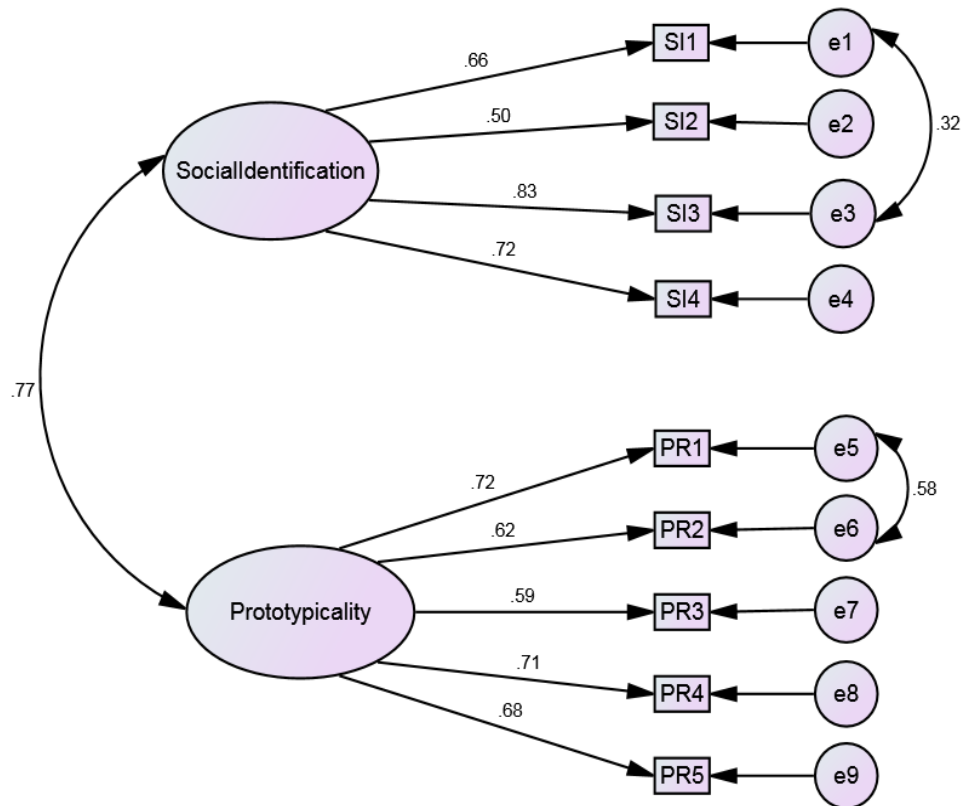 SI1
e1
.66
SI2
e2
.50
.32
SocialIdentification
SI3
e3
.83
SI4
e4
.72
.77
PR1
e5
.72
.58
PR2
e6
.62
PR3
e7
.59
Prototypicality
PR4
e8
.71
.68
PR5
e9